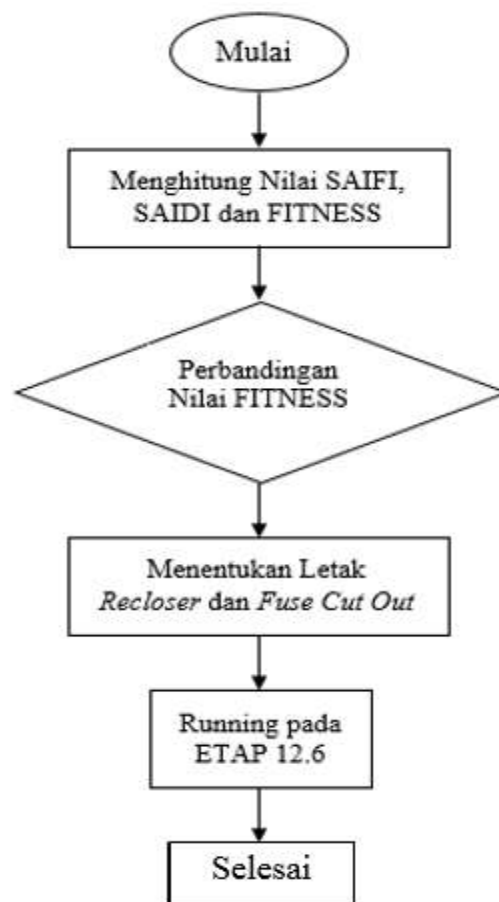 Mulai
Menghitung Nilai SAIFI,
SAIDI dan FITNESS
Perbandingan
Nilai FITNESS
Menentukan Letak
Recloser dan Fuse Cut Out
Running pada
ETAP 12.6
Selesai